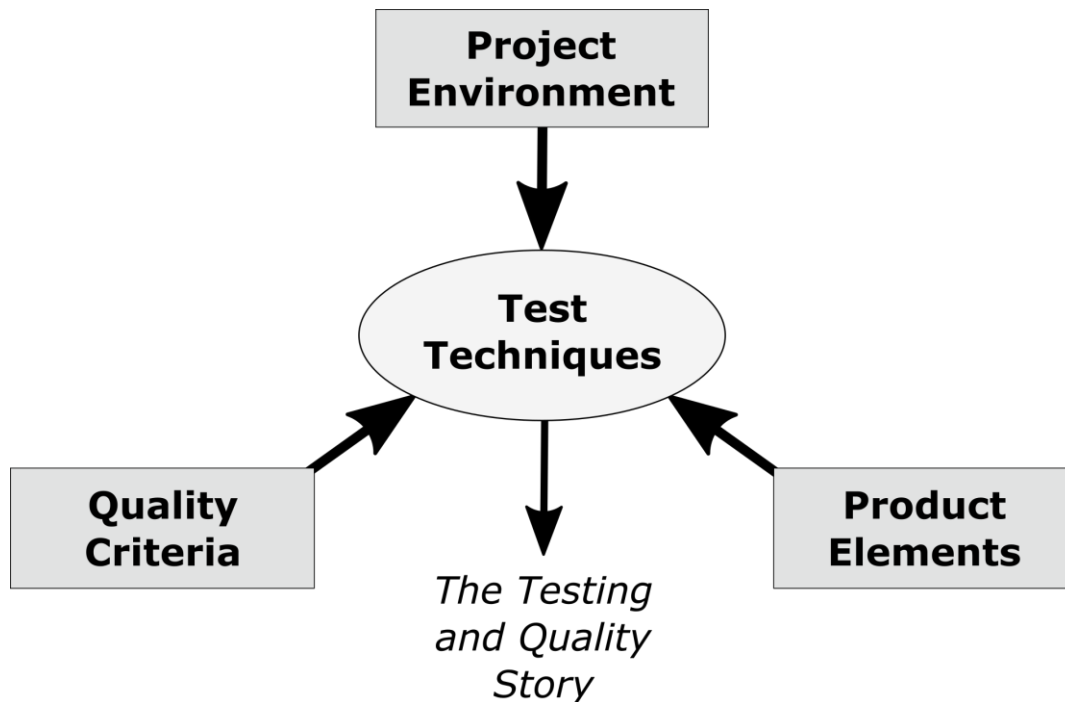 Project
Environment
Test
Techniques
Quality
Criteria
Product
Elements
The Testing
and Quality
Story